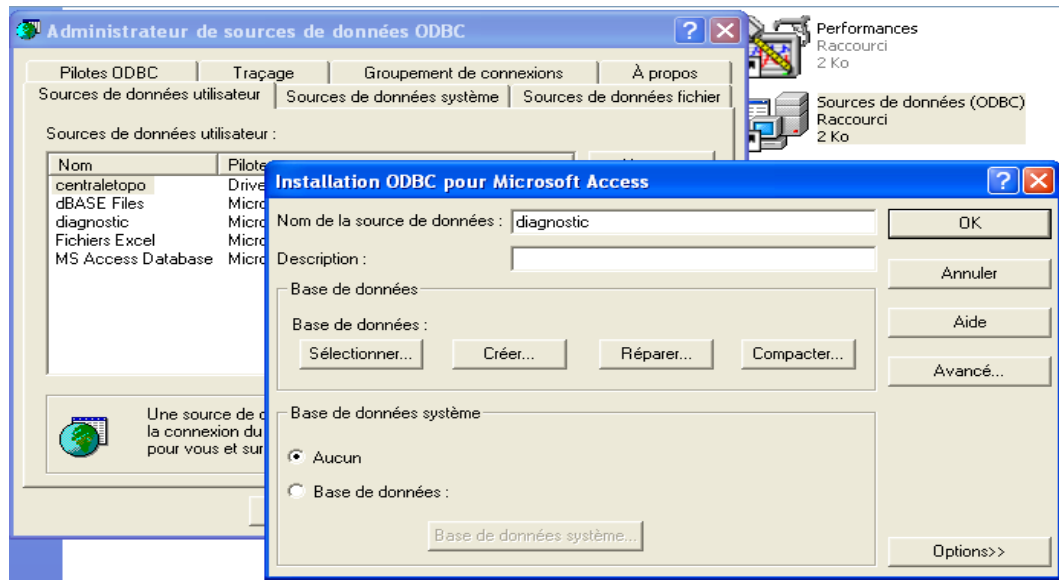 Administrateur de sources de données ODBC
Pilotes ODBC
Traçage
Groupement de connexions
À propos
Sources de données utilisateur
Sources de données système
Sources de données fichier
Sources de données utilisateur :
Nom
Pilote
centraletopo
Drive
dBASE Files
Micro
diagnostic
Micro
Fichiers Excel
Micro
MS Access Database
Micro
Une source de
la connexion du
pour vous et sur
Performances
Raccourci
2 Ko
Sources de données (ODBC)
Raccourci
2 Ko
Installation ODBC pour Microsoft Access
Nom de la source de données :
diagnostic
OK
Description :
Annuler
Base de données
Aide
Base de données :
Sélectionner...
Créer...
Réparer...
Compacter...
Avancé...
Base de données système
Aucun
Base de données :
Base de données système...
Options>>